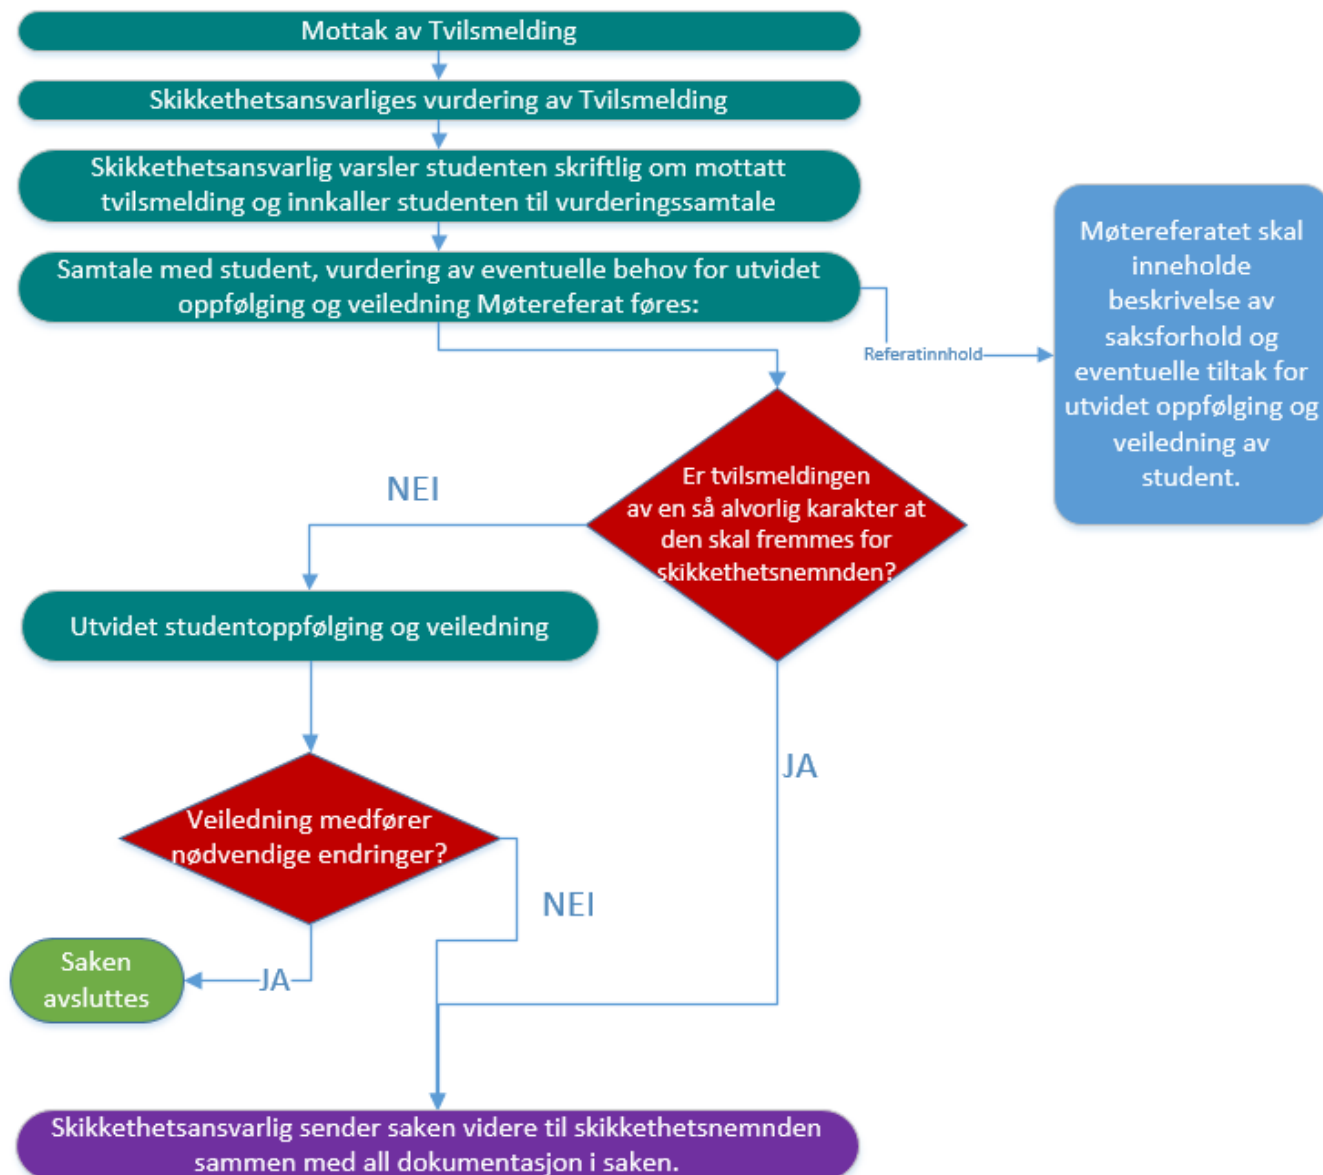 Mottak av Tvilsmelding
Skikkethetsansvarliges vurdering av Tvilsmelding
Skikkethetsansvarlig varsler studenten skriftlig om mottatt
tvilsmelding og innkaller studenten til vurderingssamtale
Samtale med student, vurdering av eventuelle behov for utvidet
oppfølging og veiledning Møtereferat føres:
Referatinnhold
Møtereferatet skal
inneholde
beskrivelse av
saksforhold og
eventuelle tiltak for
utvidet oppfølging og
veiledning av
student.
Er tvilsmeldingen
av en så alvorlig karakter at
den skal fremmes for
skikkethetsnemnden?
NEI
Utvidet studentoppfølging og veiledning
JA
Veiledning medfører
nødvendige endringer?
NEI
JA
Saken
avsluttes
Skikkethetsansvarlig sender saken videre til skikkethetsnemnden
sammen med all dokumentasjon i saken.